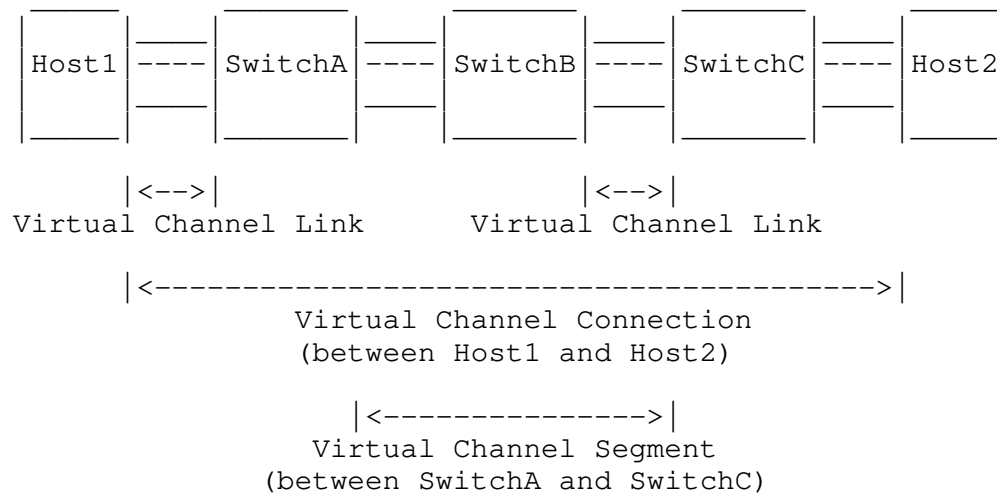 Host1 ---- SwitchA ---- SwitchB ---- SwitchC ---- Host2
|<-->| |<-->|
Virtual Channel Link Virtual Channel Link
|<----------------------------------------->|
Virtual Channel Connection
(between Host1 and Host2)
|<--------------->|
Virtual Channel Segment
(between SwitchA and SwitchC)